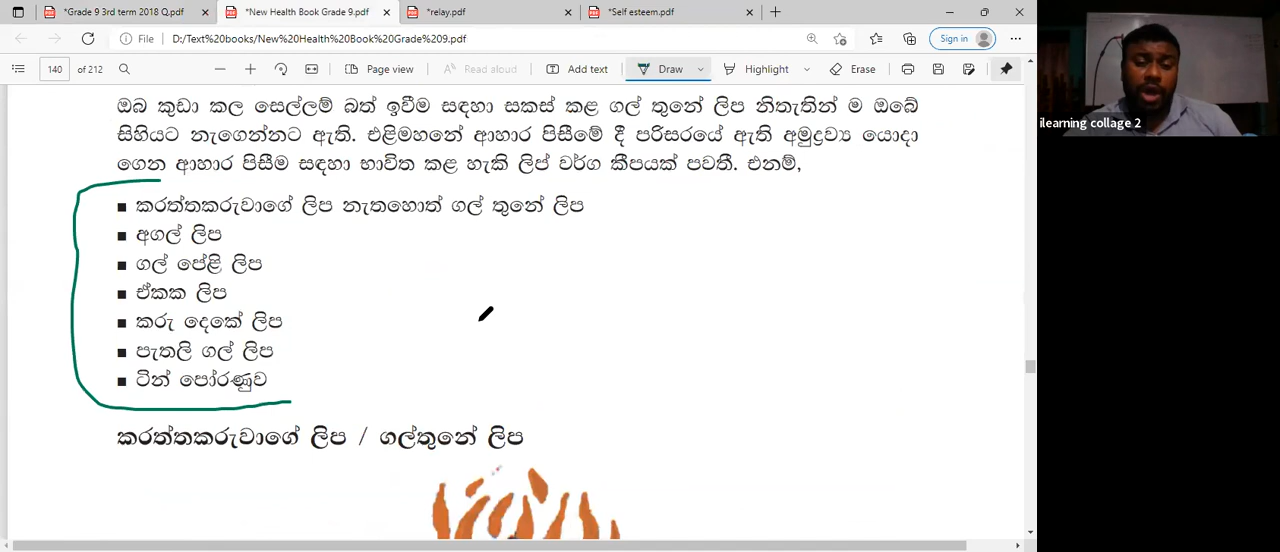 *Grade 9 3rd term 2018 Q.pdf
*New Health Book Grade 9.pdf
*relay.pdf
*Self esteem.pdf
File
D:/Text%20books/New%20Health%20Book%20Grade%209.pdf
Sign in
140 of 212
Page view
Read aloud
Add text
Draw
Highlight
Erase
ilearning collage 2
ඔබ කුඩා කල සෙල්ලම් බත් ඉවීම සඳහා සකස් කළ ගල් තුනේ ලිප නිතැතින් ම ඔබේ
සිහියට නැගෙන්නට ඇති. එළිමහනේ ආහාර පිසීමේ දී පරිසරයේ ඇති අමුද්‍රව්‍ය යොදා
ගෙන ආහාර පිසීම සඳහා භාවිත කළ හැකි ලිප් වර්ග කීපයක් පවතී. එනම්,
■ කරත්තකරුවාගේ ලිප නැතහොත් ගල් තුනේ ලිප
■ අගල් ලිප
■ ගල් පේළි ලිප
■ ඒකක ලිප
■ කරු දෙකේ ලිප
■ පැතලි ගල් ලිප
■ ටින් පෝරණුව
කරත්තකරුවාගේ ලිප / ගල්තුනේ ලිප